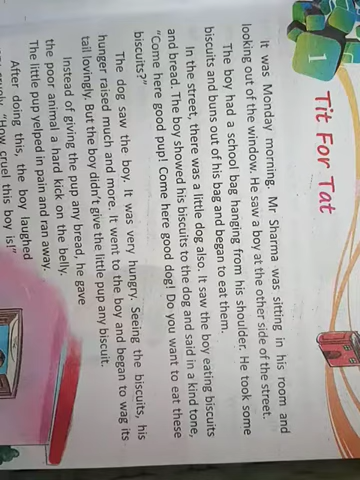 1
Tit For Tat
It was Monday morning. Mr Sharma was sitting in his room and
looking out of the window. He saw a boy at the other side of the street.
The boy had a school bag hanging from his shoulder. He took some
biscuits and buns out of his bag and began to eat them.
In the street, there was a little dog also. It saw the boy eating biscuits
and bread. The boy showed his biscuits to the dog and said in a kind tone,
"Come here good pup! Come here good dog! Do you want to eat these
biscuits?"
The dog saw the boy. It was very hungry. Seeing the biscuits, his
hunger raised much and more. It went to the boy and began to wag its
tail lovingly. But the boy didn't give the little pup any biscuit.
Instead of giving the pup any bread, he gave
the poor animal a hard kick on the belly.
The little pup yelped in pain and ran away.
After doing this, the boy laughed
"How cruel this boy is!"